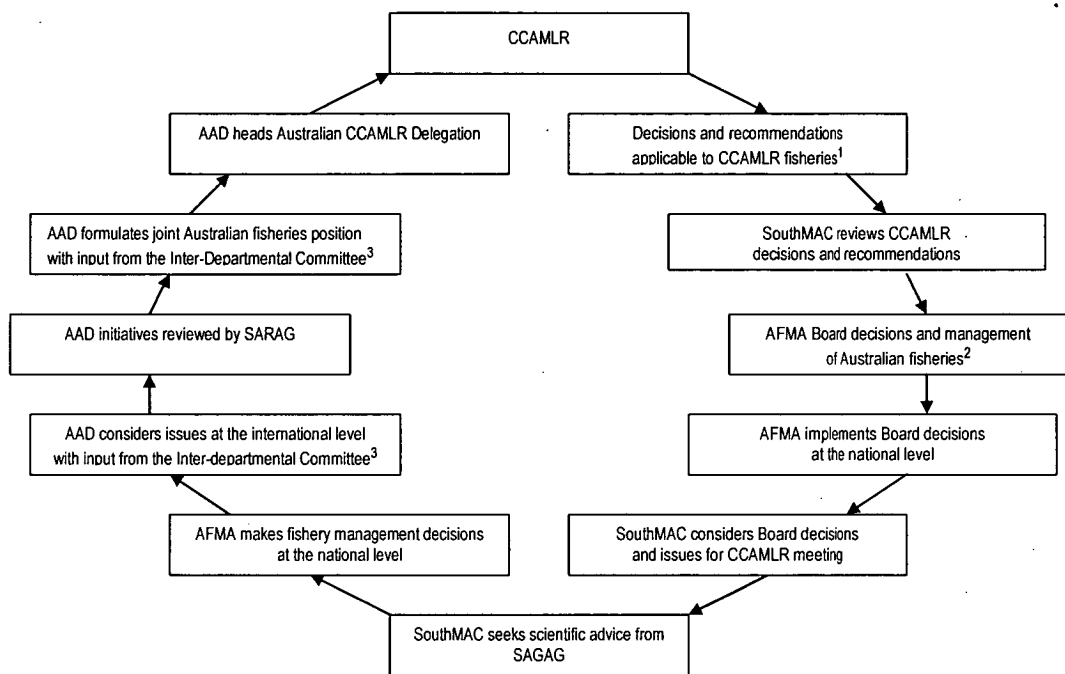 CCAMLR
AAD heads Australian CCAMLR Delegation
Decisions and recommendations
applicable to CCAMLR fisheries1
AAD formulates joint Australian fisheries position
with input from the Inter-Departmental Committee3
SouthMAC reviews CCAMLR
decisions and recommendations
AAD initiatives reviewed by SARAG
AFMA Board decisions and management
of Australian fisheries2
AAD considers issues at the international level
with input from the Inter-departmental Committee3
AFMA implements Board decisions
at the national level
AFMA makes fishery management decisions
at the national level
SouthMAC considers Board decisions
and issues for CCAMLR meeting
SouthMAC seeks scientific advice from
SAGAG